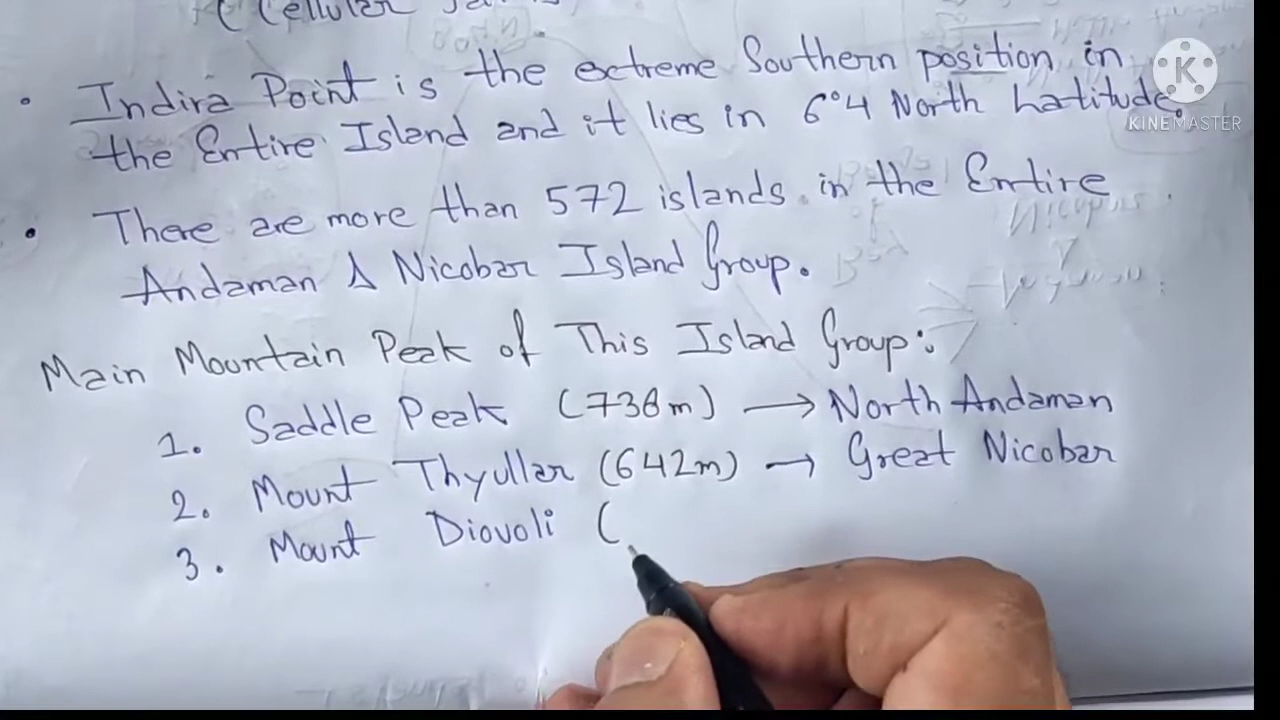 ( Cellular
• Indira Point is the extreme Southern position in
the Entire Island and it lies in 6°4 North Latitude.
• There are more than 572 islands in the Entire
Andaman & Nicobar Island Group.
Main Mountain Peak of This Island Group:
1. Saddle Peak (738m) → North Andaman
2. Mount Thyullar (642m) → Great Nicobar
3. Mount Diovoli (
KINEMASTER